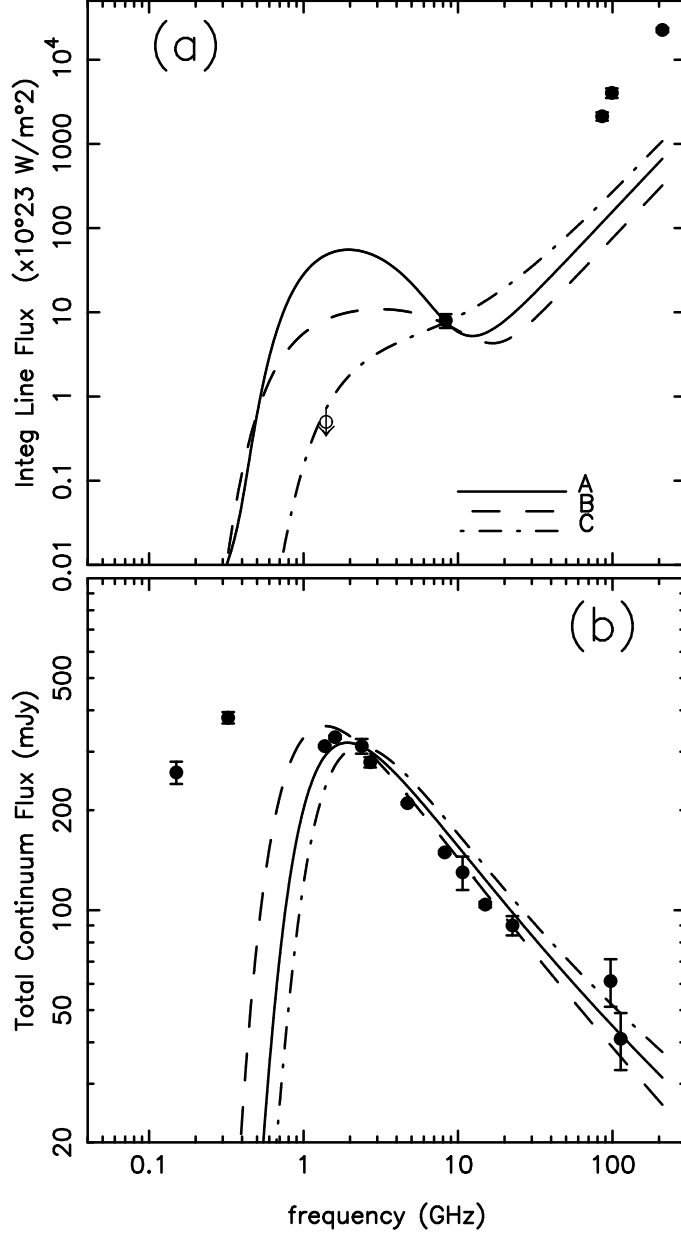 (a)
Integ Line Flux (x10°23 W/m°2)
10⁴
1000
100
10
1
0.1
0.01
A
B
C
(b)
Total Continuum Flux (mJy)
500
200
100
50
20
0.1
1
10
100
frequency (GHz)